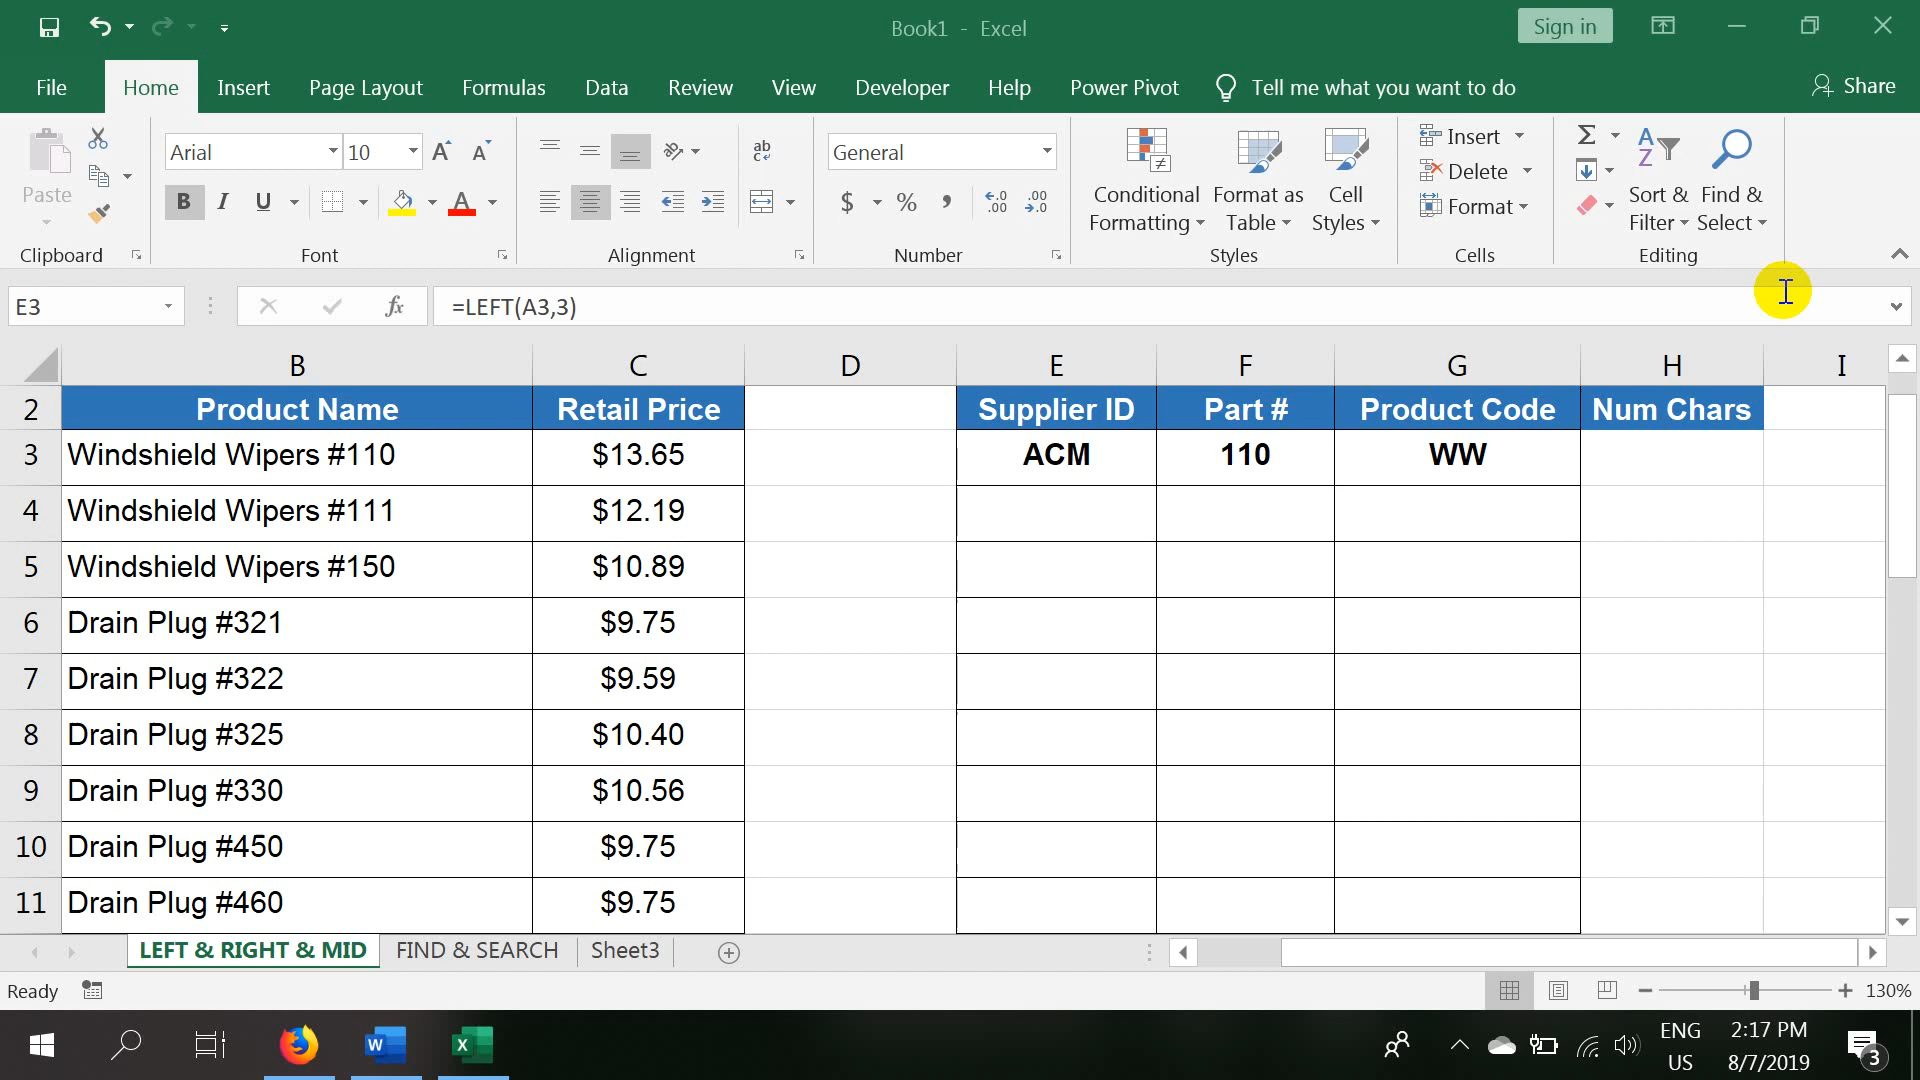 Book1 - Excel
Sign in
File Home Insert Page Layout Formulas Data Review View Developer Help Power Pivot Tell me what you want to do Share
Paste
Clipboard
Arial 10
B I U
Font
ab
Alignment
General
$ % ,
Number
Conditional Formatting
Format as Table
Cell Styles
Styles
Insert
Delete
Format
Cells
Sort & Filter
Find & Select
Editing
E3 fx =LEFT(A3,3)
B C D E F G H I
2 Product Name Retail Price Supplier ID Part # Product Code Num Chars
3 Windshield Wipers #110 $13.65 ACM 110 WW
4 Windshield Wipers #111 $12.19
5 Windshield Wipers #150 $10.89
6 Drain Plug #321 $9.75
7 Drain Plug #322 $9.59
8 Drain Plug #325 $10.40
9 Drain Plug #330 $10.56
10 Drain Plug #450 $9.75
11 Drain Plug #460 $9.75
LEFT & RIGHT & MID FIND & SEARCH Sheet3
Ready 130%
ENG 2:17 PM
US 8/7/2019 3